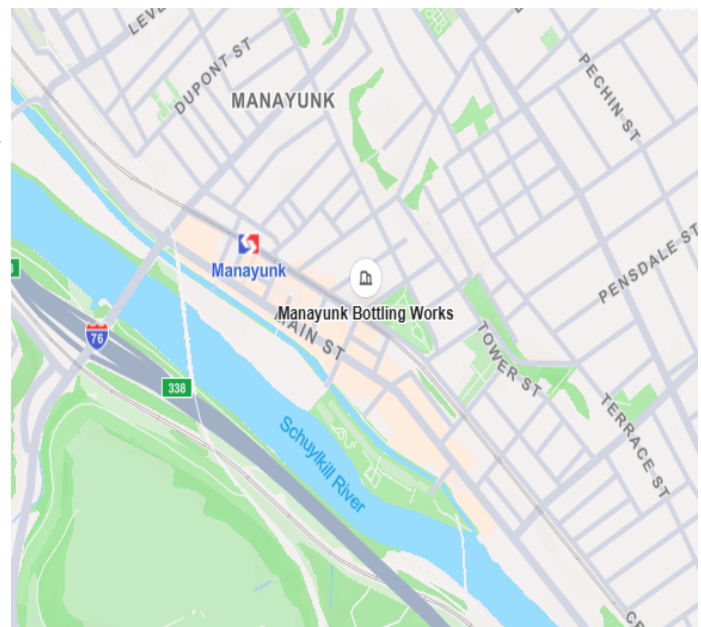 LEVE
DUPONT ST
MANAYUNK
PECHIN ST
Manayunk
PENSDALE ST
Manayunk Bottling Works
MAIN ST
76
338
TOWER ST
TERRACE ST
Schuylkill River